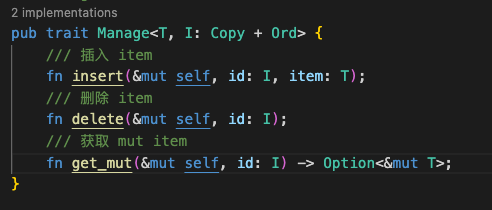 2 implementations
pub trait Manage<T, I: Copy + Ord> {
/// 插入 item
fn insert(&mut self, id: I, item: T);
/// 删除 item
fn delete(&mut self, id: I);
/// 获取 mut item
fn get_mut(&mut self, id: I) -> Option<&mut T>;
}